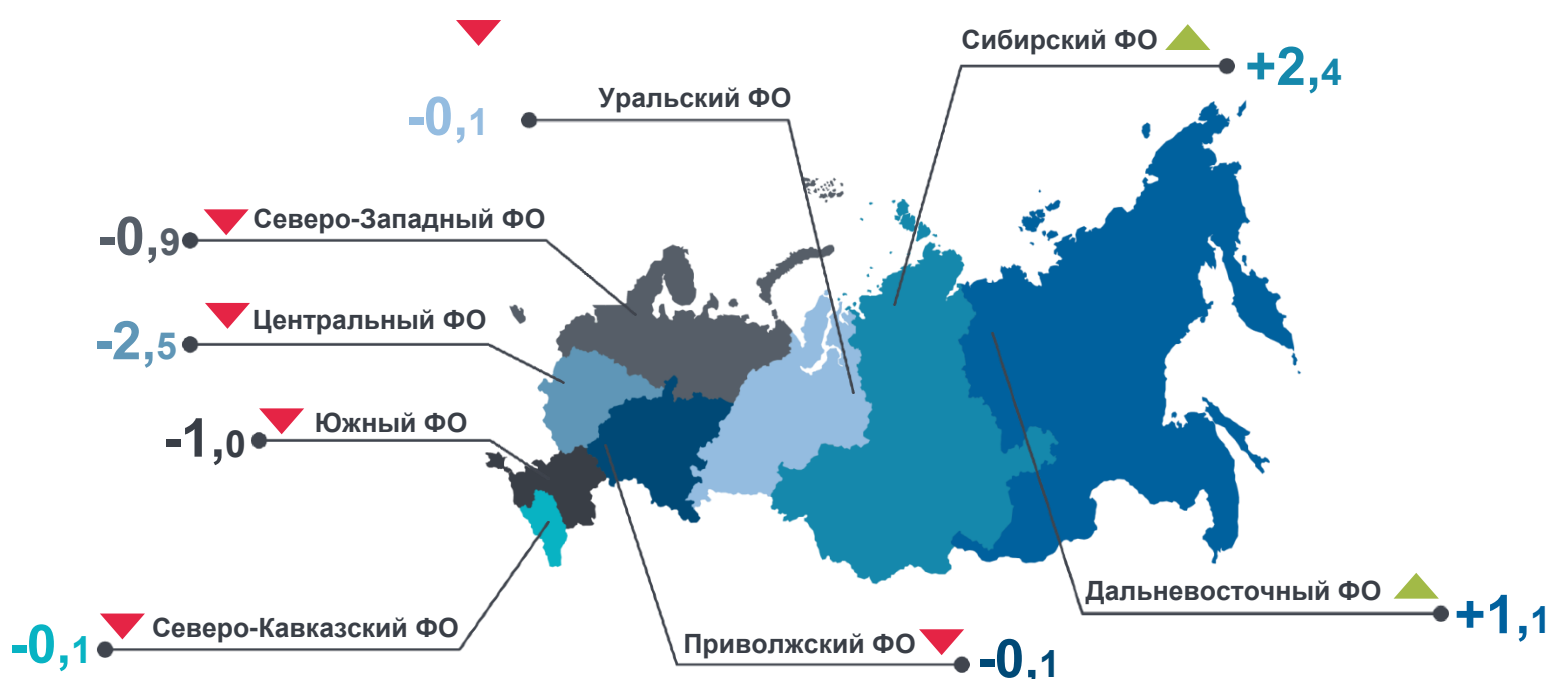 Сибирский ФО
+2,4
Уральский ФО
-0,1
Северо-Западный ФО
-0,9
Центральный ФО
-2,5
Южный ФО
-1,0
Дальневосточный ФО
+1,1
Северо-Кавказский ФО
-0,1
Приволжский ФО
-0,1